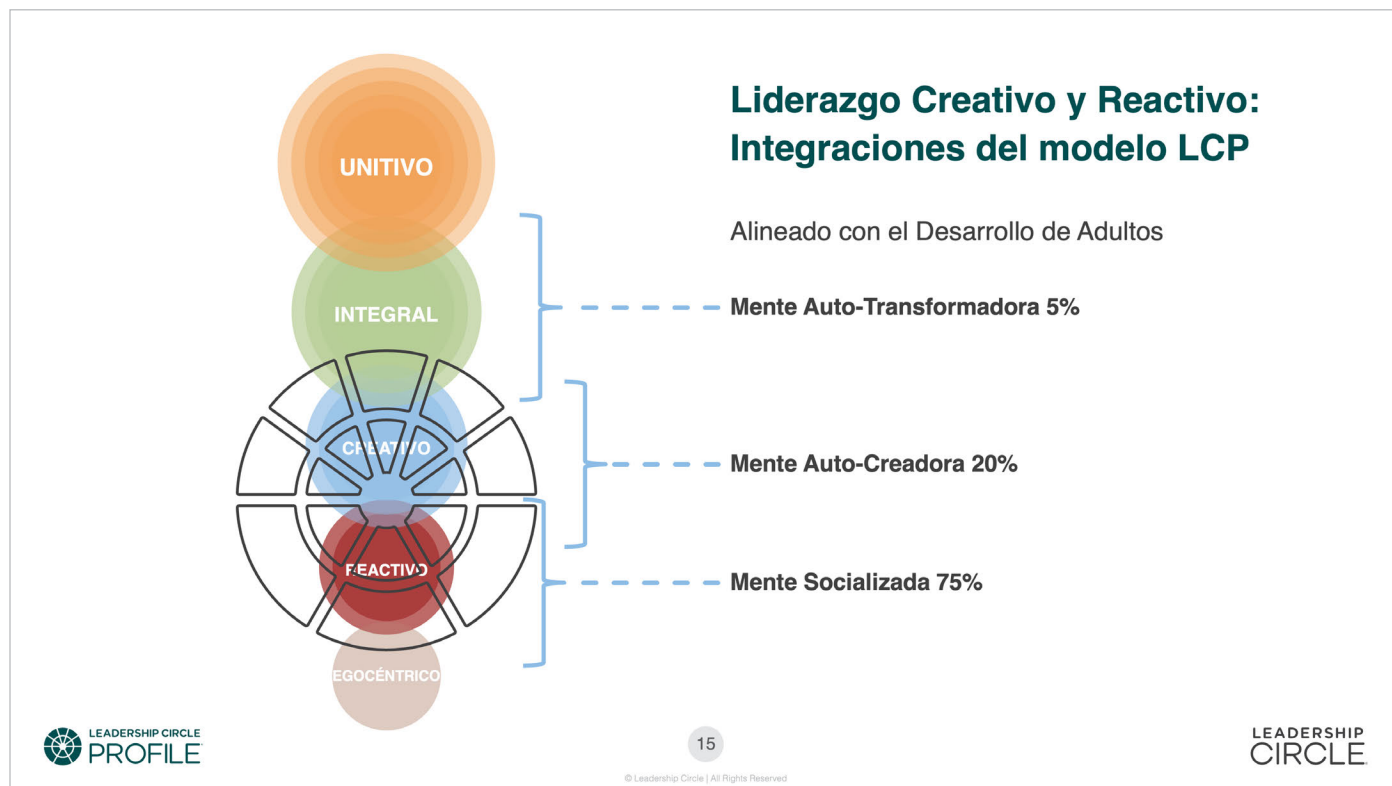 Liderazgo Creativo y Reactivo:
Integraciones del modelo LCP
Alineado con el Desarrollo de Adultos
UNITIVO
INTEGRAL
Mente Auto-Transformadora 5%
CREATIVO
Mente Auto-Creadora 20%
REACTIVO
Mente Socializada 75%
EGOCÉNTRICO
LEADERSHIP CIRCLE
PROFILE
15
© Leadership Circle | All Rights Reserved
LEADERSHIP
CIRCLE